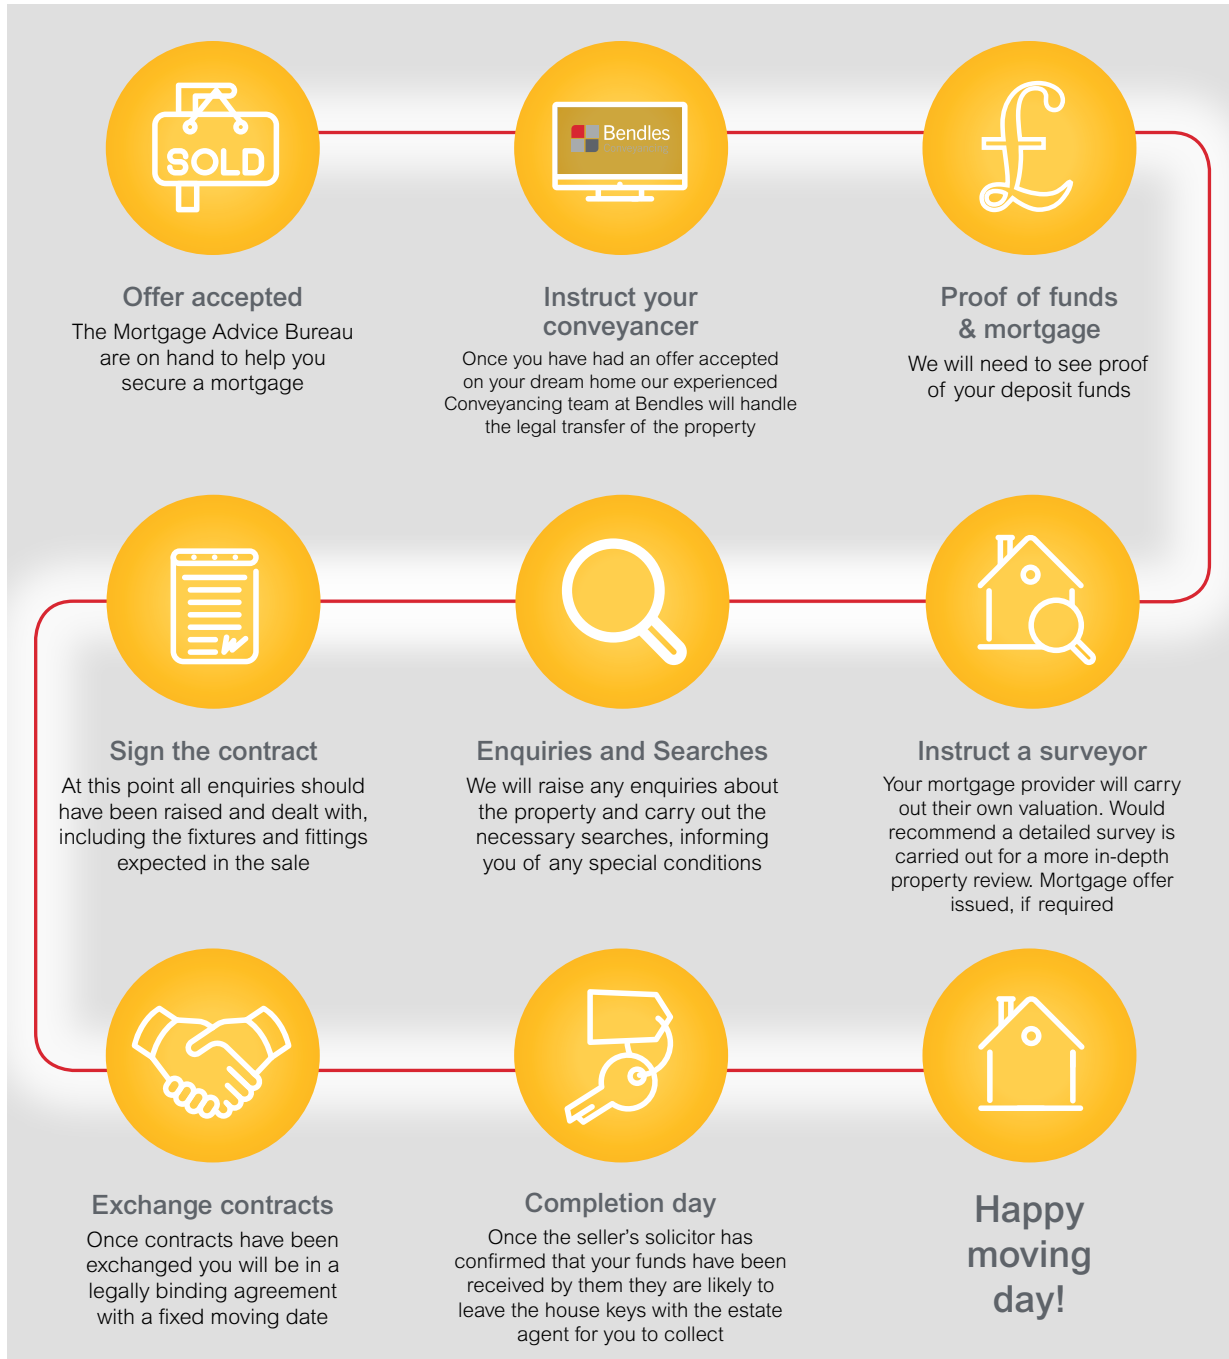 SOLD
Bendles
Offer accepted
The Mortgage Advice Bureau
are on hand to help you
secure a mortgage
Instruct your
conveyancer
Once you have had an offer accepted
on your dream home our experienced
Conveyancing team at Bendles will handle
the legal transfer of the property
£
Proof of funds
& mortgage
We will need to see proof
of your deposit funds
Instruct a surveyor
Your mortgage provider will carry
out their own valuation. Would
recommend a detailed survey is
carried out for a more in-depth
property review. Mortgage offer
issued, if required
Enquiries and Searches
We will raise any enquiries about
the property and carry out the
necessary searches, informing
you of any special conditions
Sign the contract
At this point all enquiries should
have been raised and dealt with,
including the fixtures and fittings
expected in the sale
Exchange contracts
Once contracts have been
exchanged you will be in a
legally binding agreement
with a fixed moving date
Completion day
Once the seller's solicitor has
confirmed that your funds have been
received by them they are likely to
leave the house keys with the estate
agent for you to collect
Happy
moving
day!